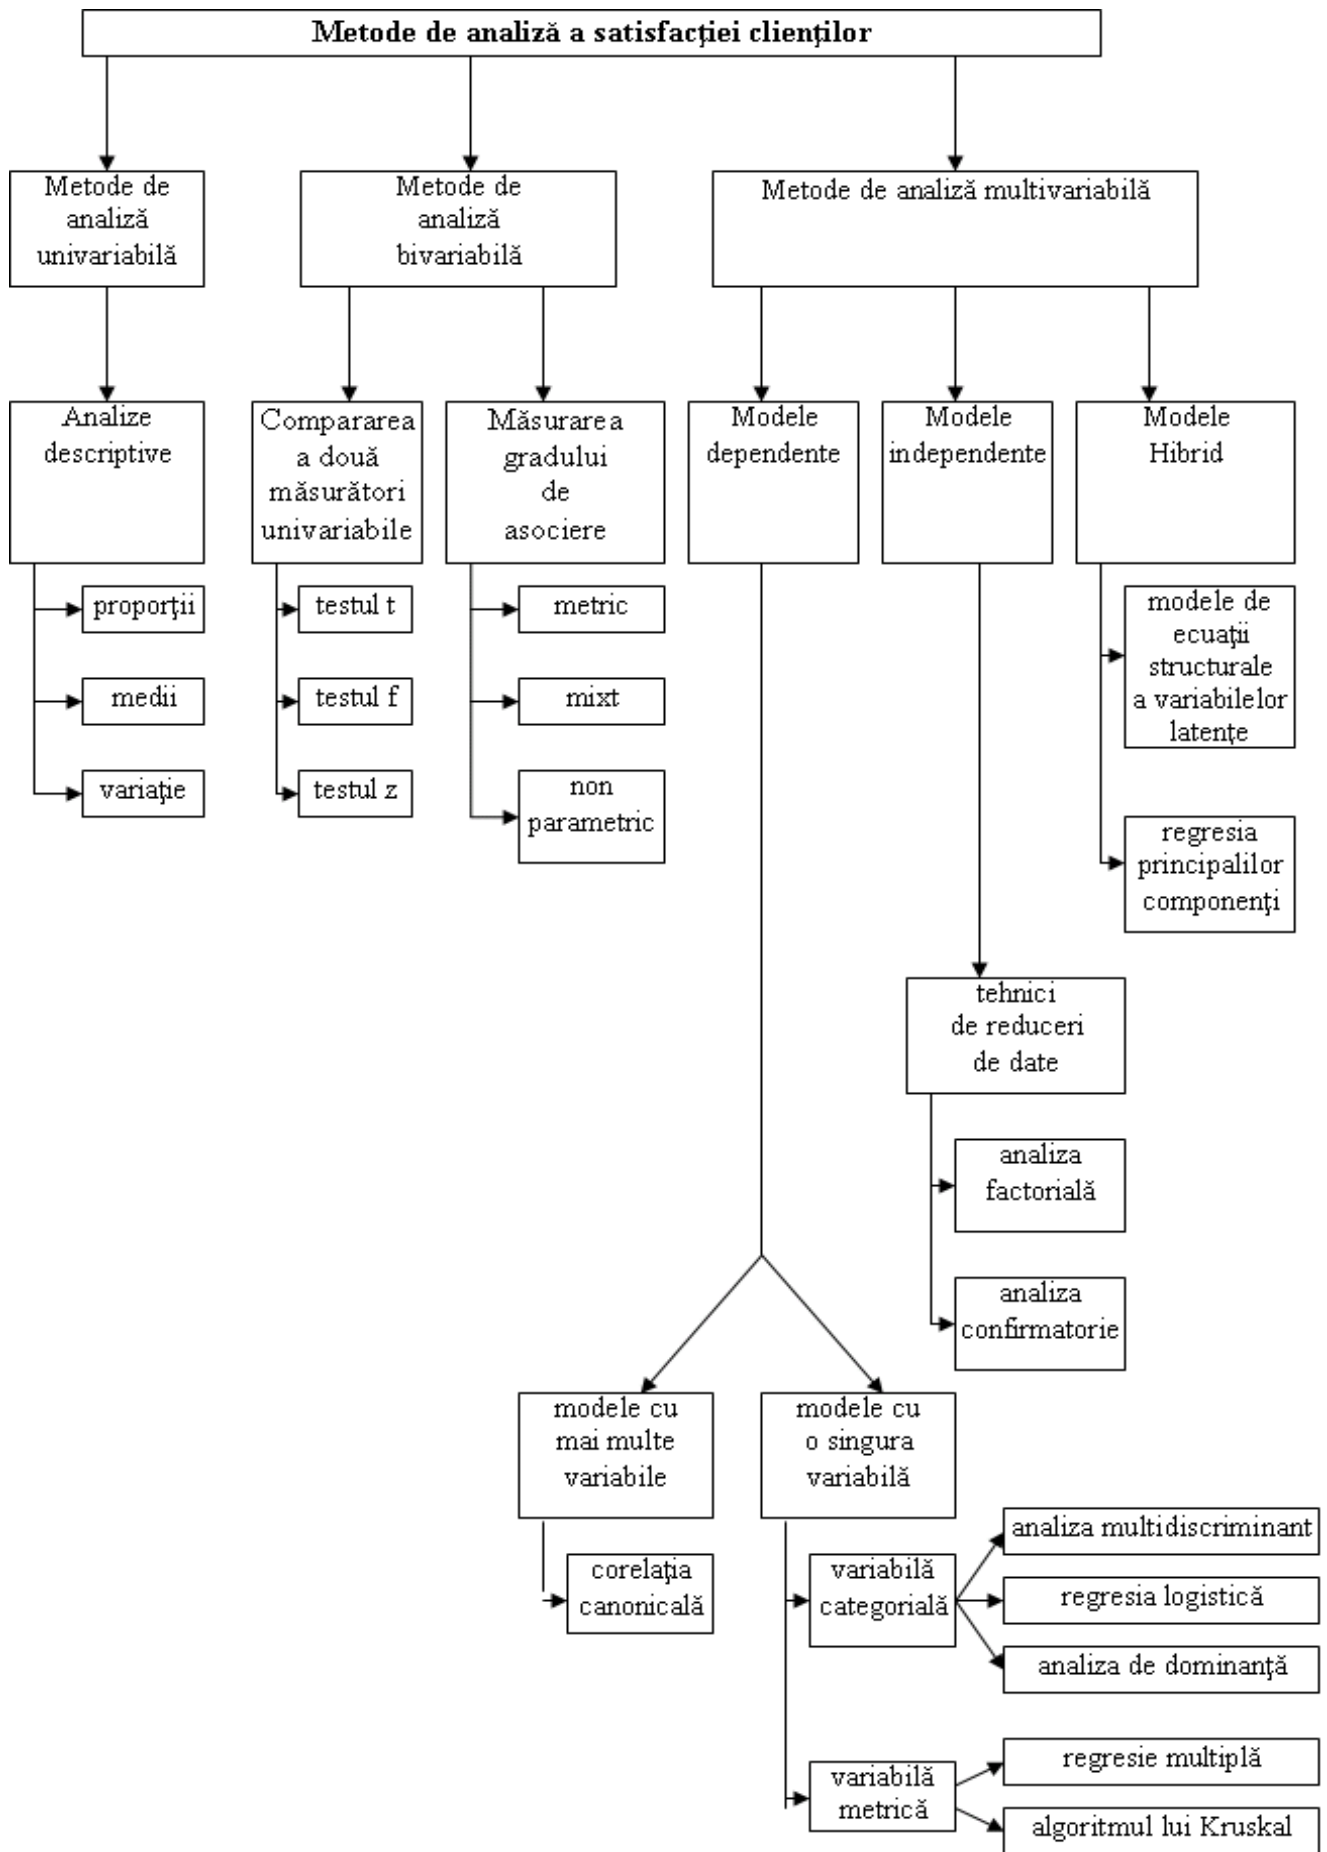 Metode de analiză a satisfacţiei clienţilor
Metode de
analiză
univariabilă
Metode de
analiză
bivariabilă
Metode de analiză multivariabilă
Analize
descriptive
Compararea
a două
măsurători
univariabile
Măsurarea
gradului
de
asociere
Modele
dependente
Modele
independente
Modele
Hibrid
proporţii
medii
variaţie
testul t
testul f
testul z
metric
mixt
non
parametric
modele de
ecuaţii
structurale
a variabilelor
latenţe
regresia
principalilor
componenţi
tehnici
de reduceri
de date
analiza
factorială
analiza
confirmatorie
modele cu
mai multe
variabile
modele cu
o singura
variabilă
corelaţia
canonicală
variabilă
categorială
analiza multidiscriminant
regresia logistică
analiza de dominanţă
variabilă
metrică
regresie multiplă
algoritmul lui Kruskal